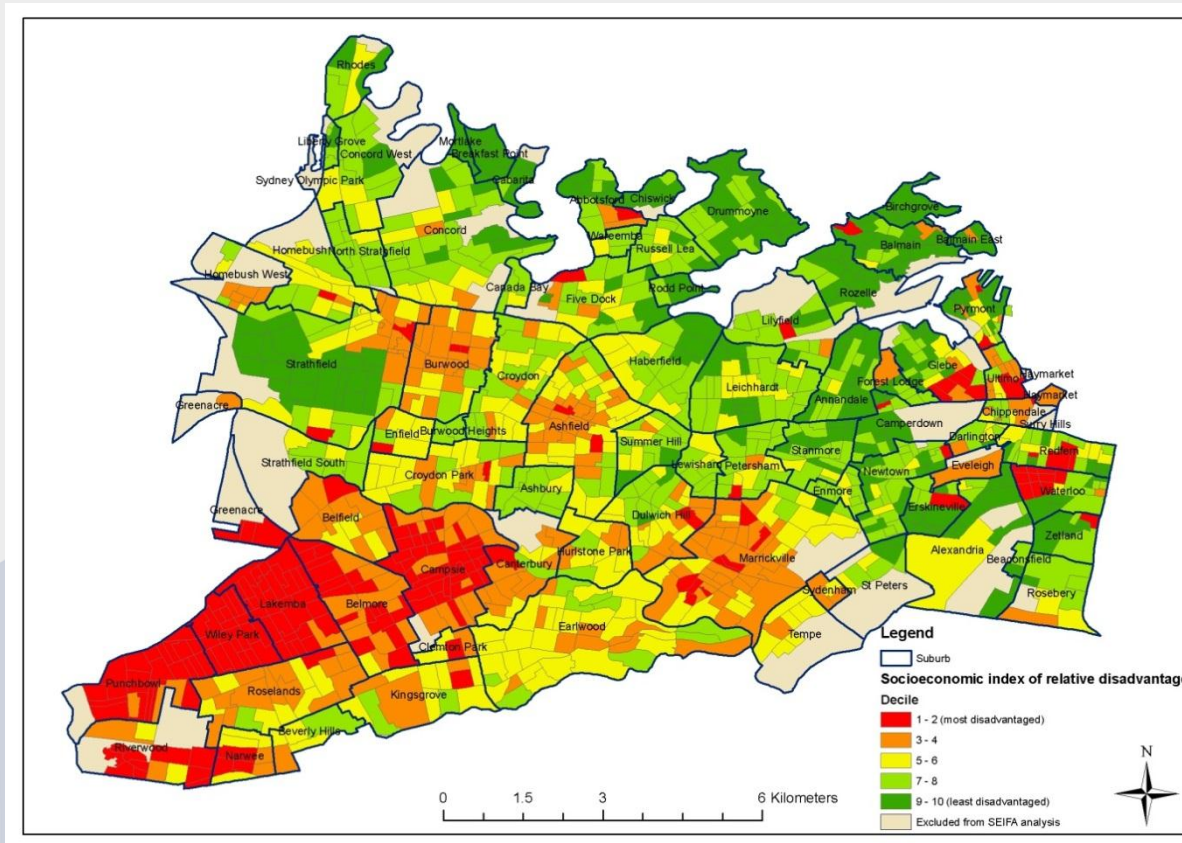 Rhodes
Liberty Grove
Concord West
Mortlake
Breakfast Point
Cabarita
Sydney Olympic Park
Abbotsford
Chiswick
Drummoyne
Birchgrove
Concord
Wareemba
Russell Lea
Balmain
Balmain East
Homebush
North Strathfield
Homebush West
Canada Bay
Five Dock
Rodd Point
Rozelle
Pyrmont
Lilyfield
Strathfield
Burwood
Croydon
Haberfield
Leichhardt
Glebe
Forest Lodge
Ultimo
Haymarket
Haymarket
Annandale
Greenacre
Chippendale
Camperdown
Surry Hills
Enfield
Burwood Heights
Ashfield
Summer Hill
Darlington
Stanmore
Redfern
Strathfield South
Croydon Park
Lewisham
Petersham
Newtown
Eveleigh
Ashbury
Enmore
Waterloo
Greenacre
Belfield
Dulwich Hill
Erskineville
Zetland
Hurlstone Park
Marrickville
Alexandria
Beaconsfield
Campsie
Canterbury
St Peters
Sydenham
Rosebery
Lakemba
Belmore
Earlwood
Tempe
Wiley Park
Clemton Park
Punchbowl
Roselands
Kingsgrove
Beverly Hills
Riverwood
Narwee
Legend
Suburb
Socioeconomic index of relative disadvantage
Decile
1 - 2 (most disadvantaged)
3 - 4
5 - 6
7 - 8
9 - 10 (least disadvantaged)
Excluded from SEIFA analysis
N
0 1.5 3 6 Kilometers